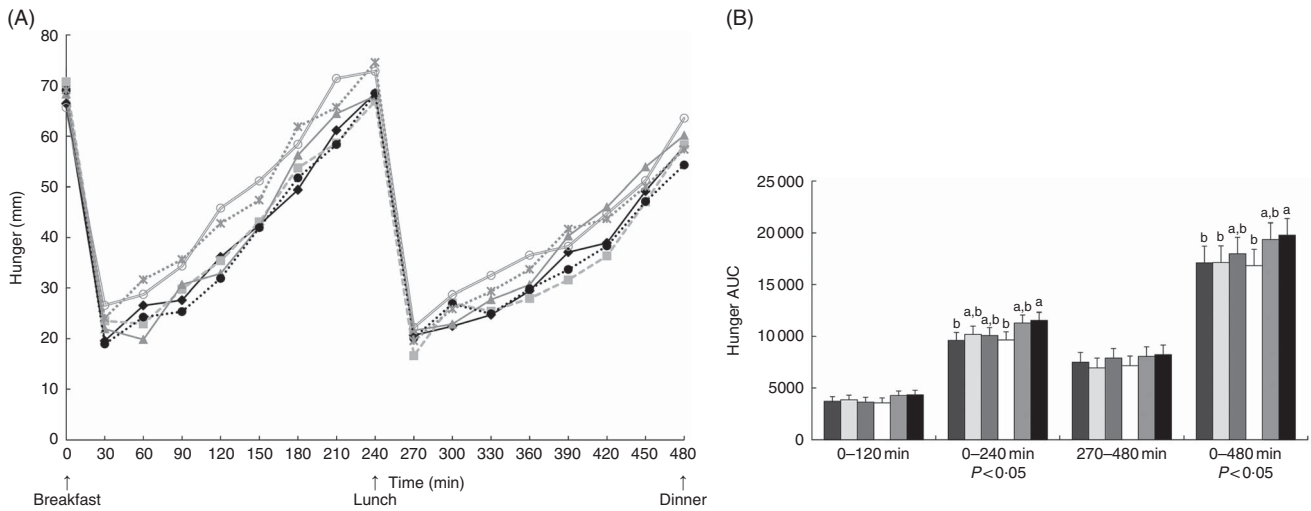 (A)
80
70
60
50
40
30
20
10
0
Hunger (mm)
0 30 60 90 120 150 180 210 240 270 300 330 360 390 420 450 480
↑ ↑ Time (min) ↑
Breakfast Lunch Dinner
(B)
25 000
20 000
15 000
10 000
5000
0
Hunger AUC
b a,b a,b b a,b a
b b a,b b a,b a
0–120 min 0–240 min 270–480 min 0–480 min
P<0·05 P<0·05